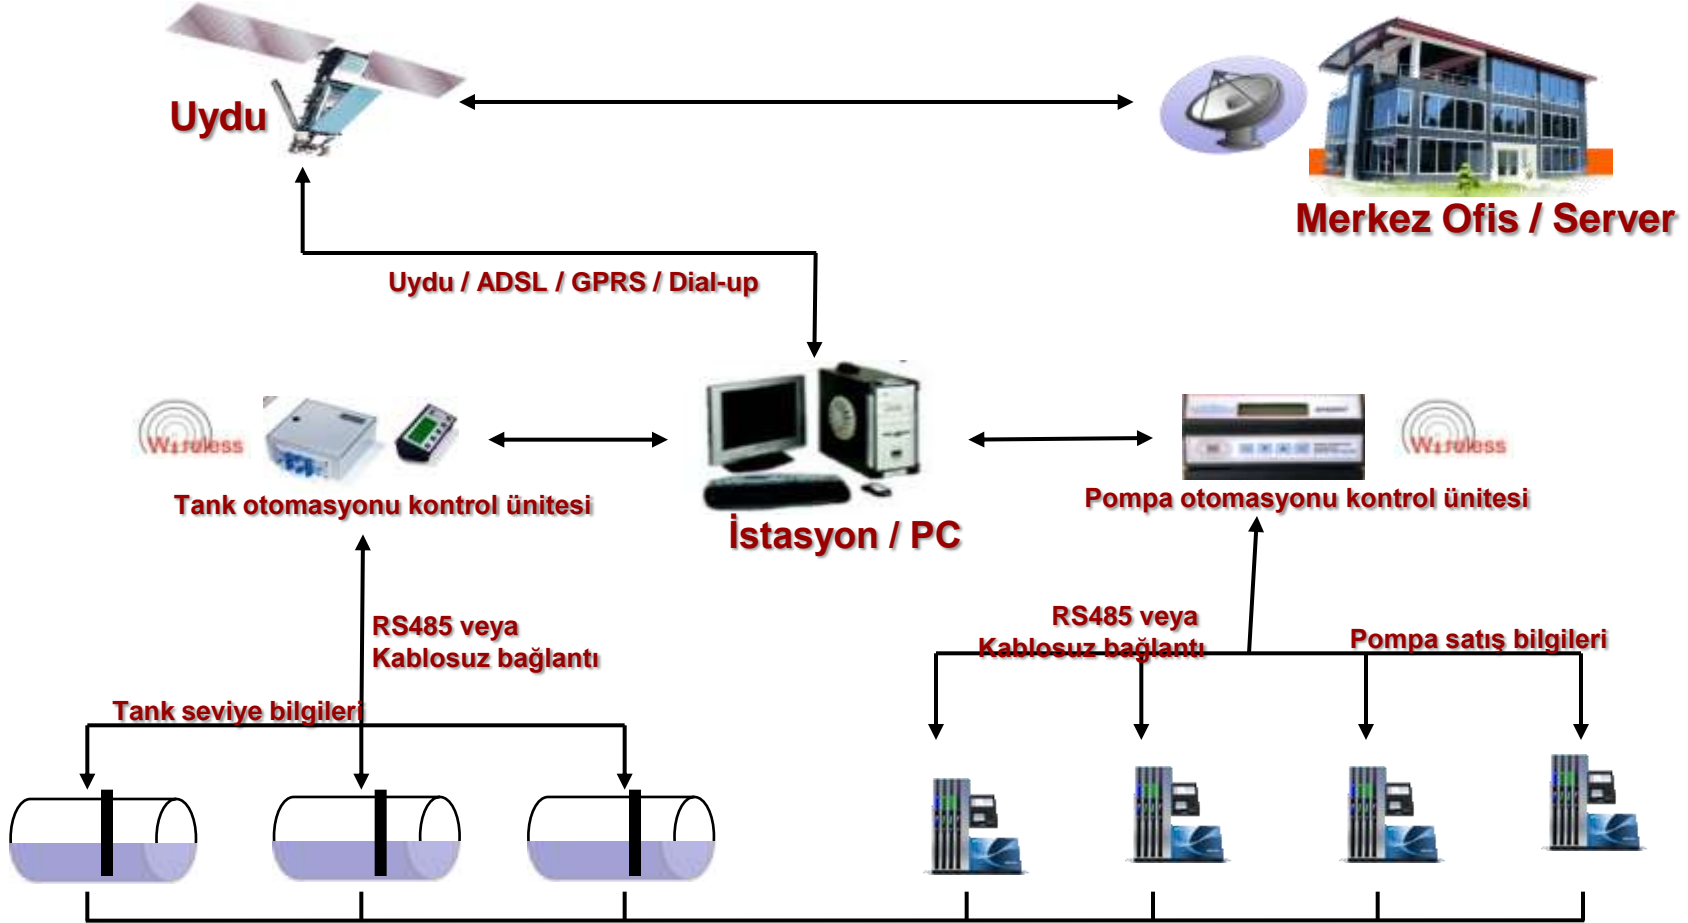 Uydu
Merkez Ofis / Server
Uydu / ADSL / GPRS / Dial-up
Wireless
Wireless
Tank otomasyonu kontrol ünitesi
Pompa otomasyonu kontrol ünitesi
İstasyon / PC
RS485 veya
Kablosuz bağlantı
RS485 veya
Kablosuz bağlantı
Pompa satış bilgileri
Tank seviye bilgileri